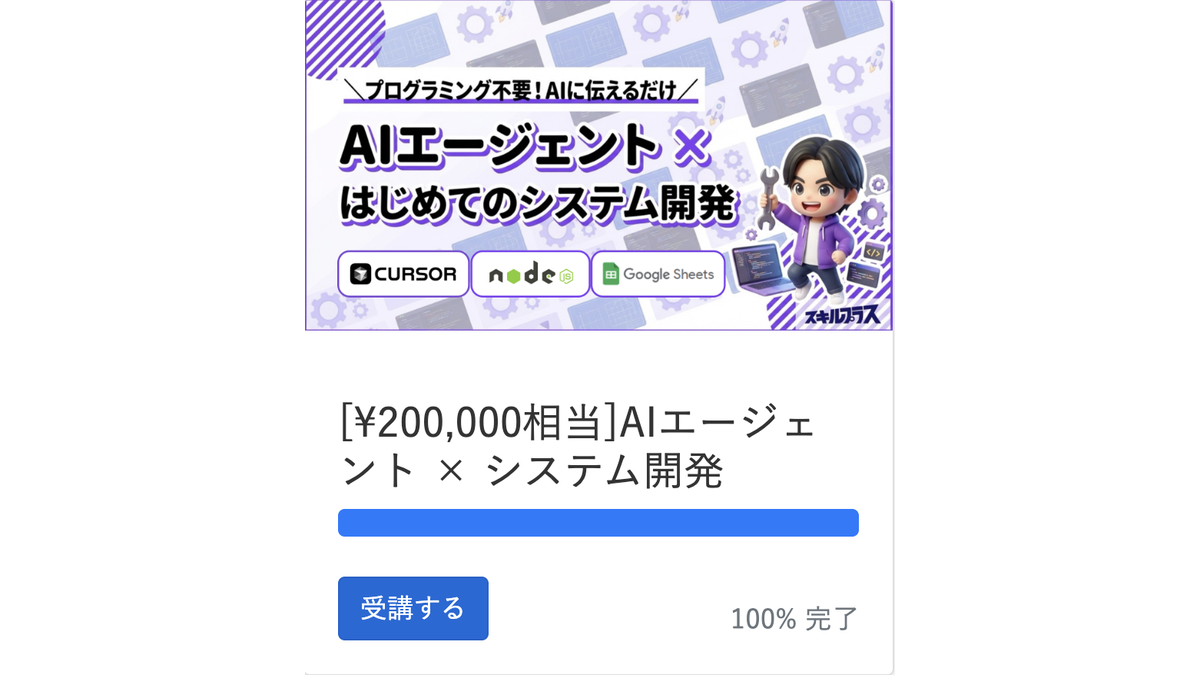 ＼プログラミング不要！AIに伝えるだけ／
AIエージェント ×
はじめてのシステム開発
CURSOR
node JS
Google Sheets
</>
スキルプラス
[¥200,000相当]AIエージェ
ント × システム開発
受講する
100% 完了